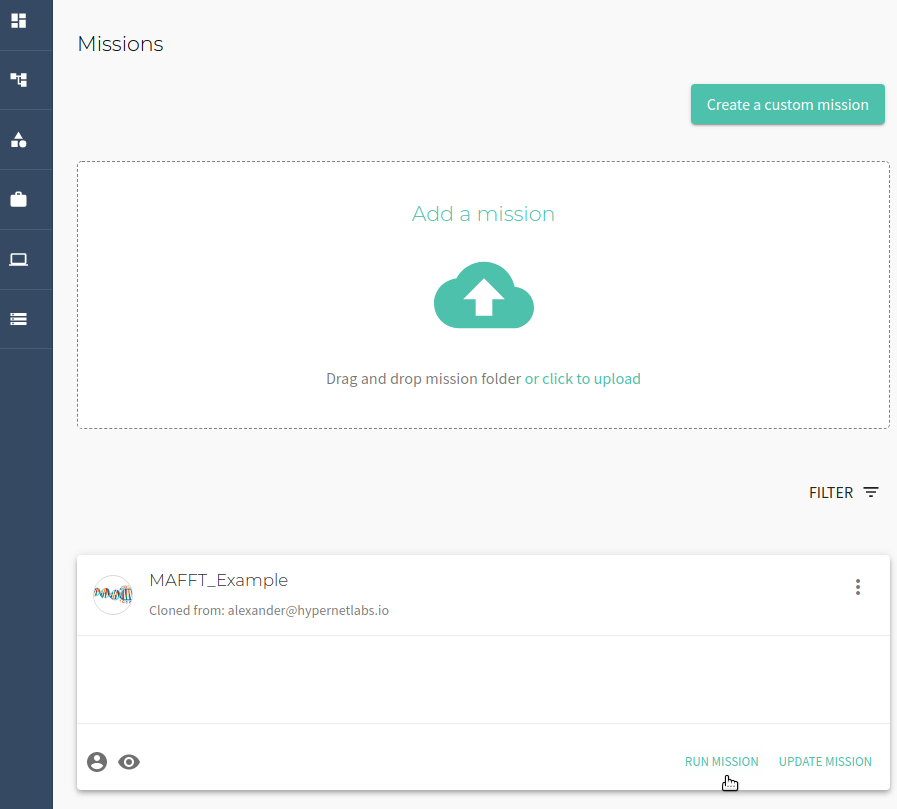 Missions
Create a custom mission
Add a mission
Drag and drop mission folder or click to upload
FILTER
MAFFT_Example
Cloned from: alexander@hypernetlabs.io
RUN MISSION UPDATE MISSION